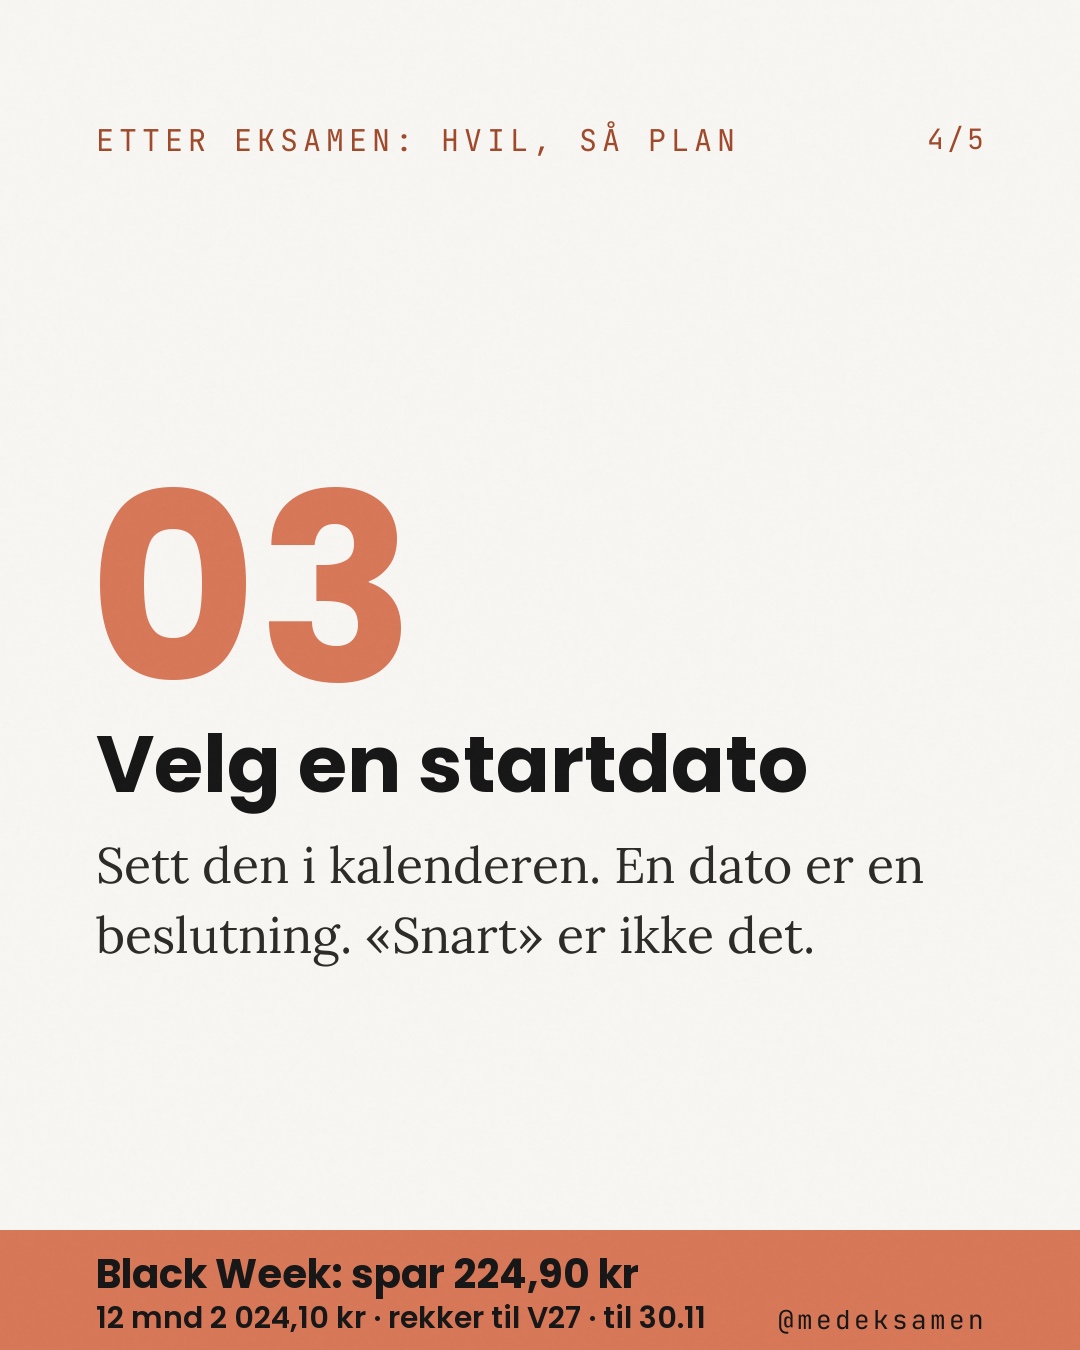 ETTER EKSAMEN: HVIL, SÅ PLAN
4/5
03
Velg en startdato
Sett den i kalenderen. En dato er en
beslutning. «Snart» er ikke det.
Black Week: spar 224,90 kr
12 mnd 2 024,10 kr · rekker til V27 · til 30.11
@medeksamen